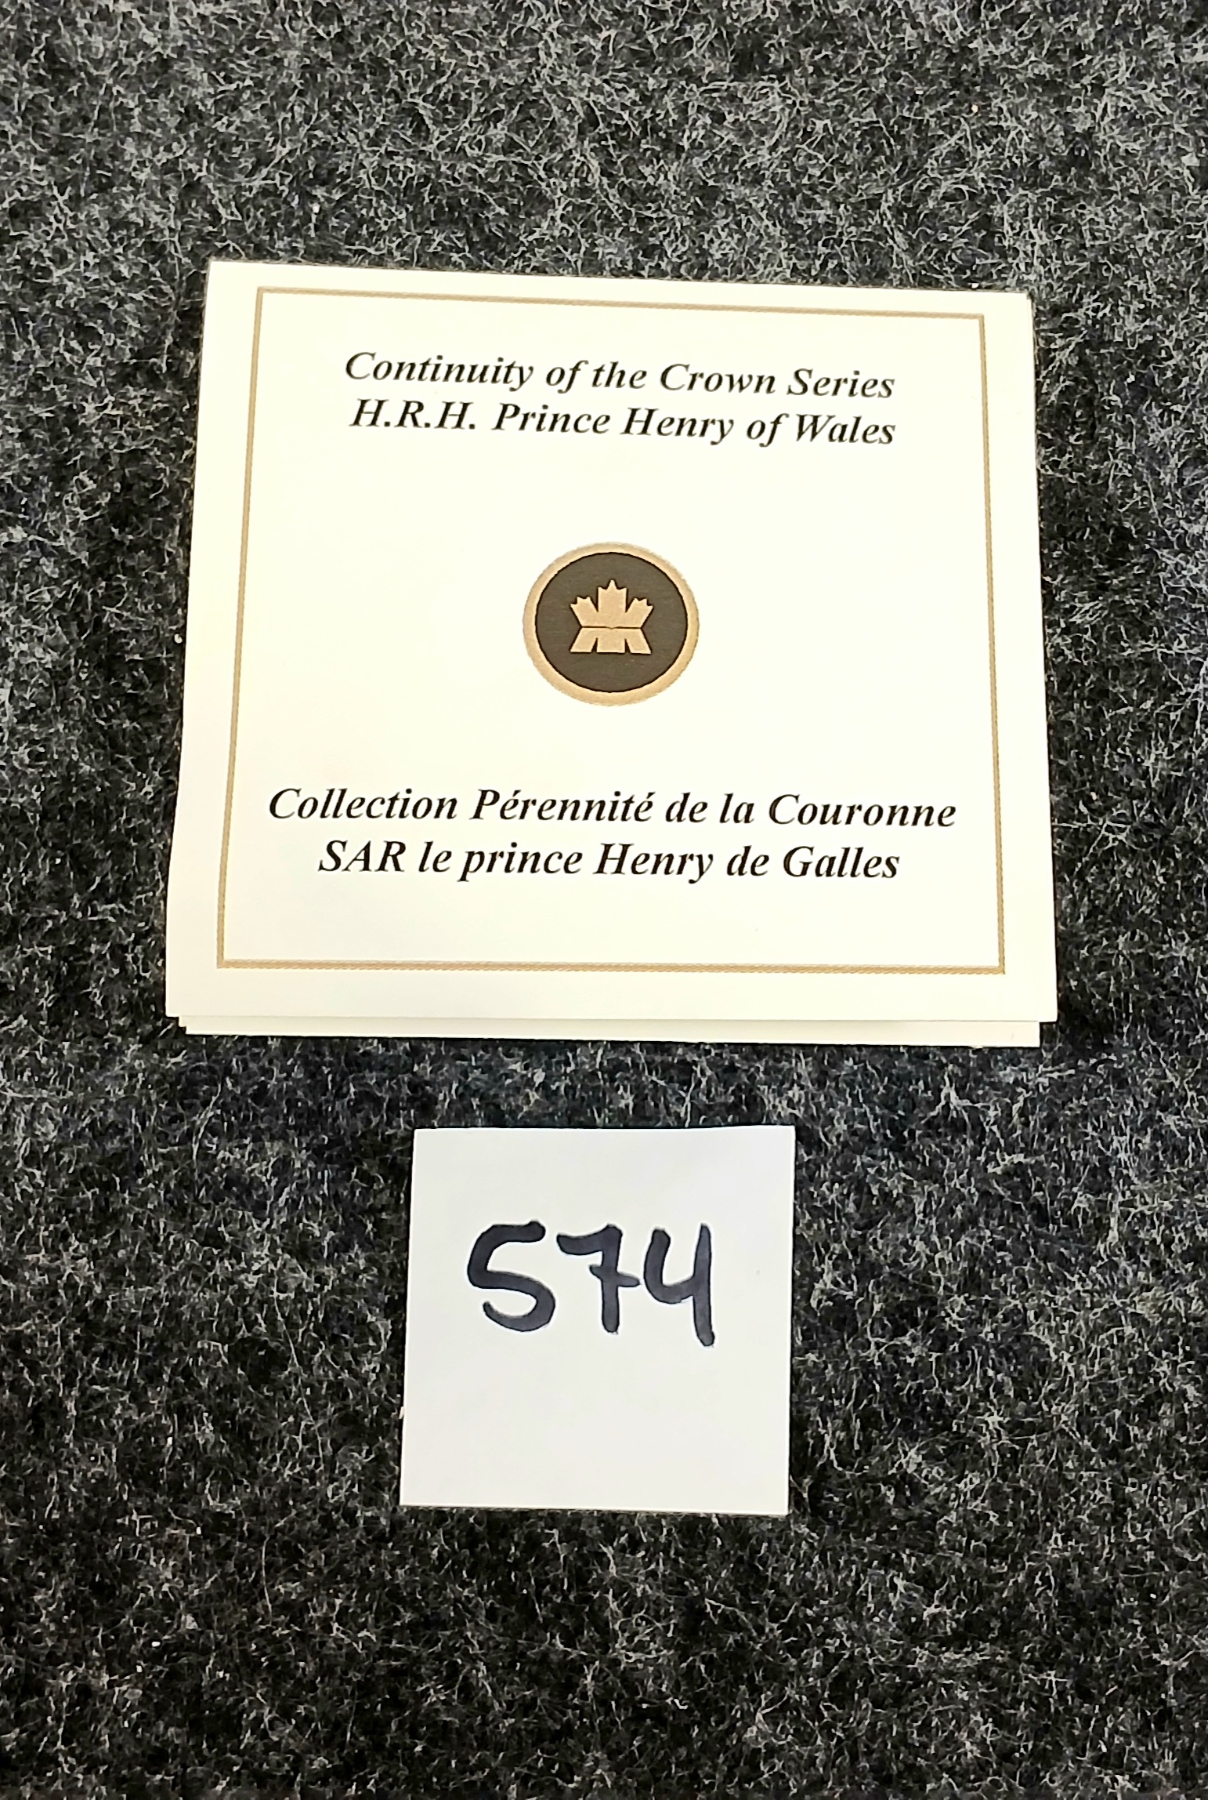 Continuity of the Crown Series
H.R.H. Prince Henry of Wales
Collection Pérennité de la Couronne
SAR le prince Henry de Galles
574